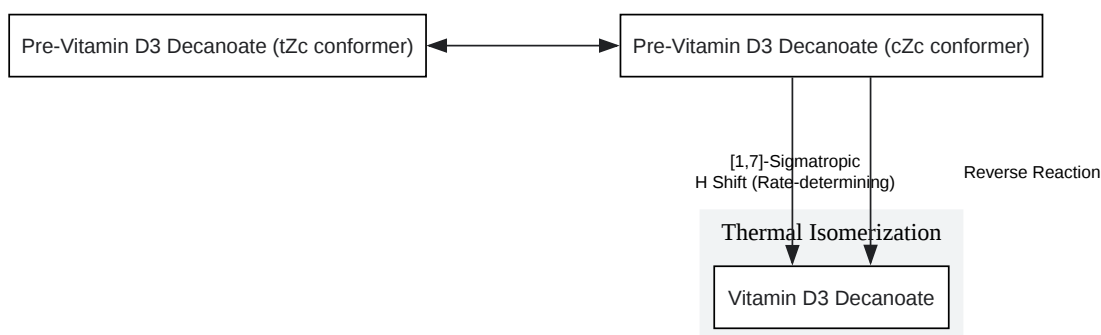 Pre-Vitamin D3 Decanoate (tZc conformer)
Pre-Vitamin D3 Decanoate (cZc conformer)
[1,7]-Sigmatropic
H Shift (Rate-determining)
Reverse Reaction
Thermal Isomerization
Vitamin D3 Decanoate